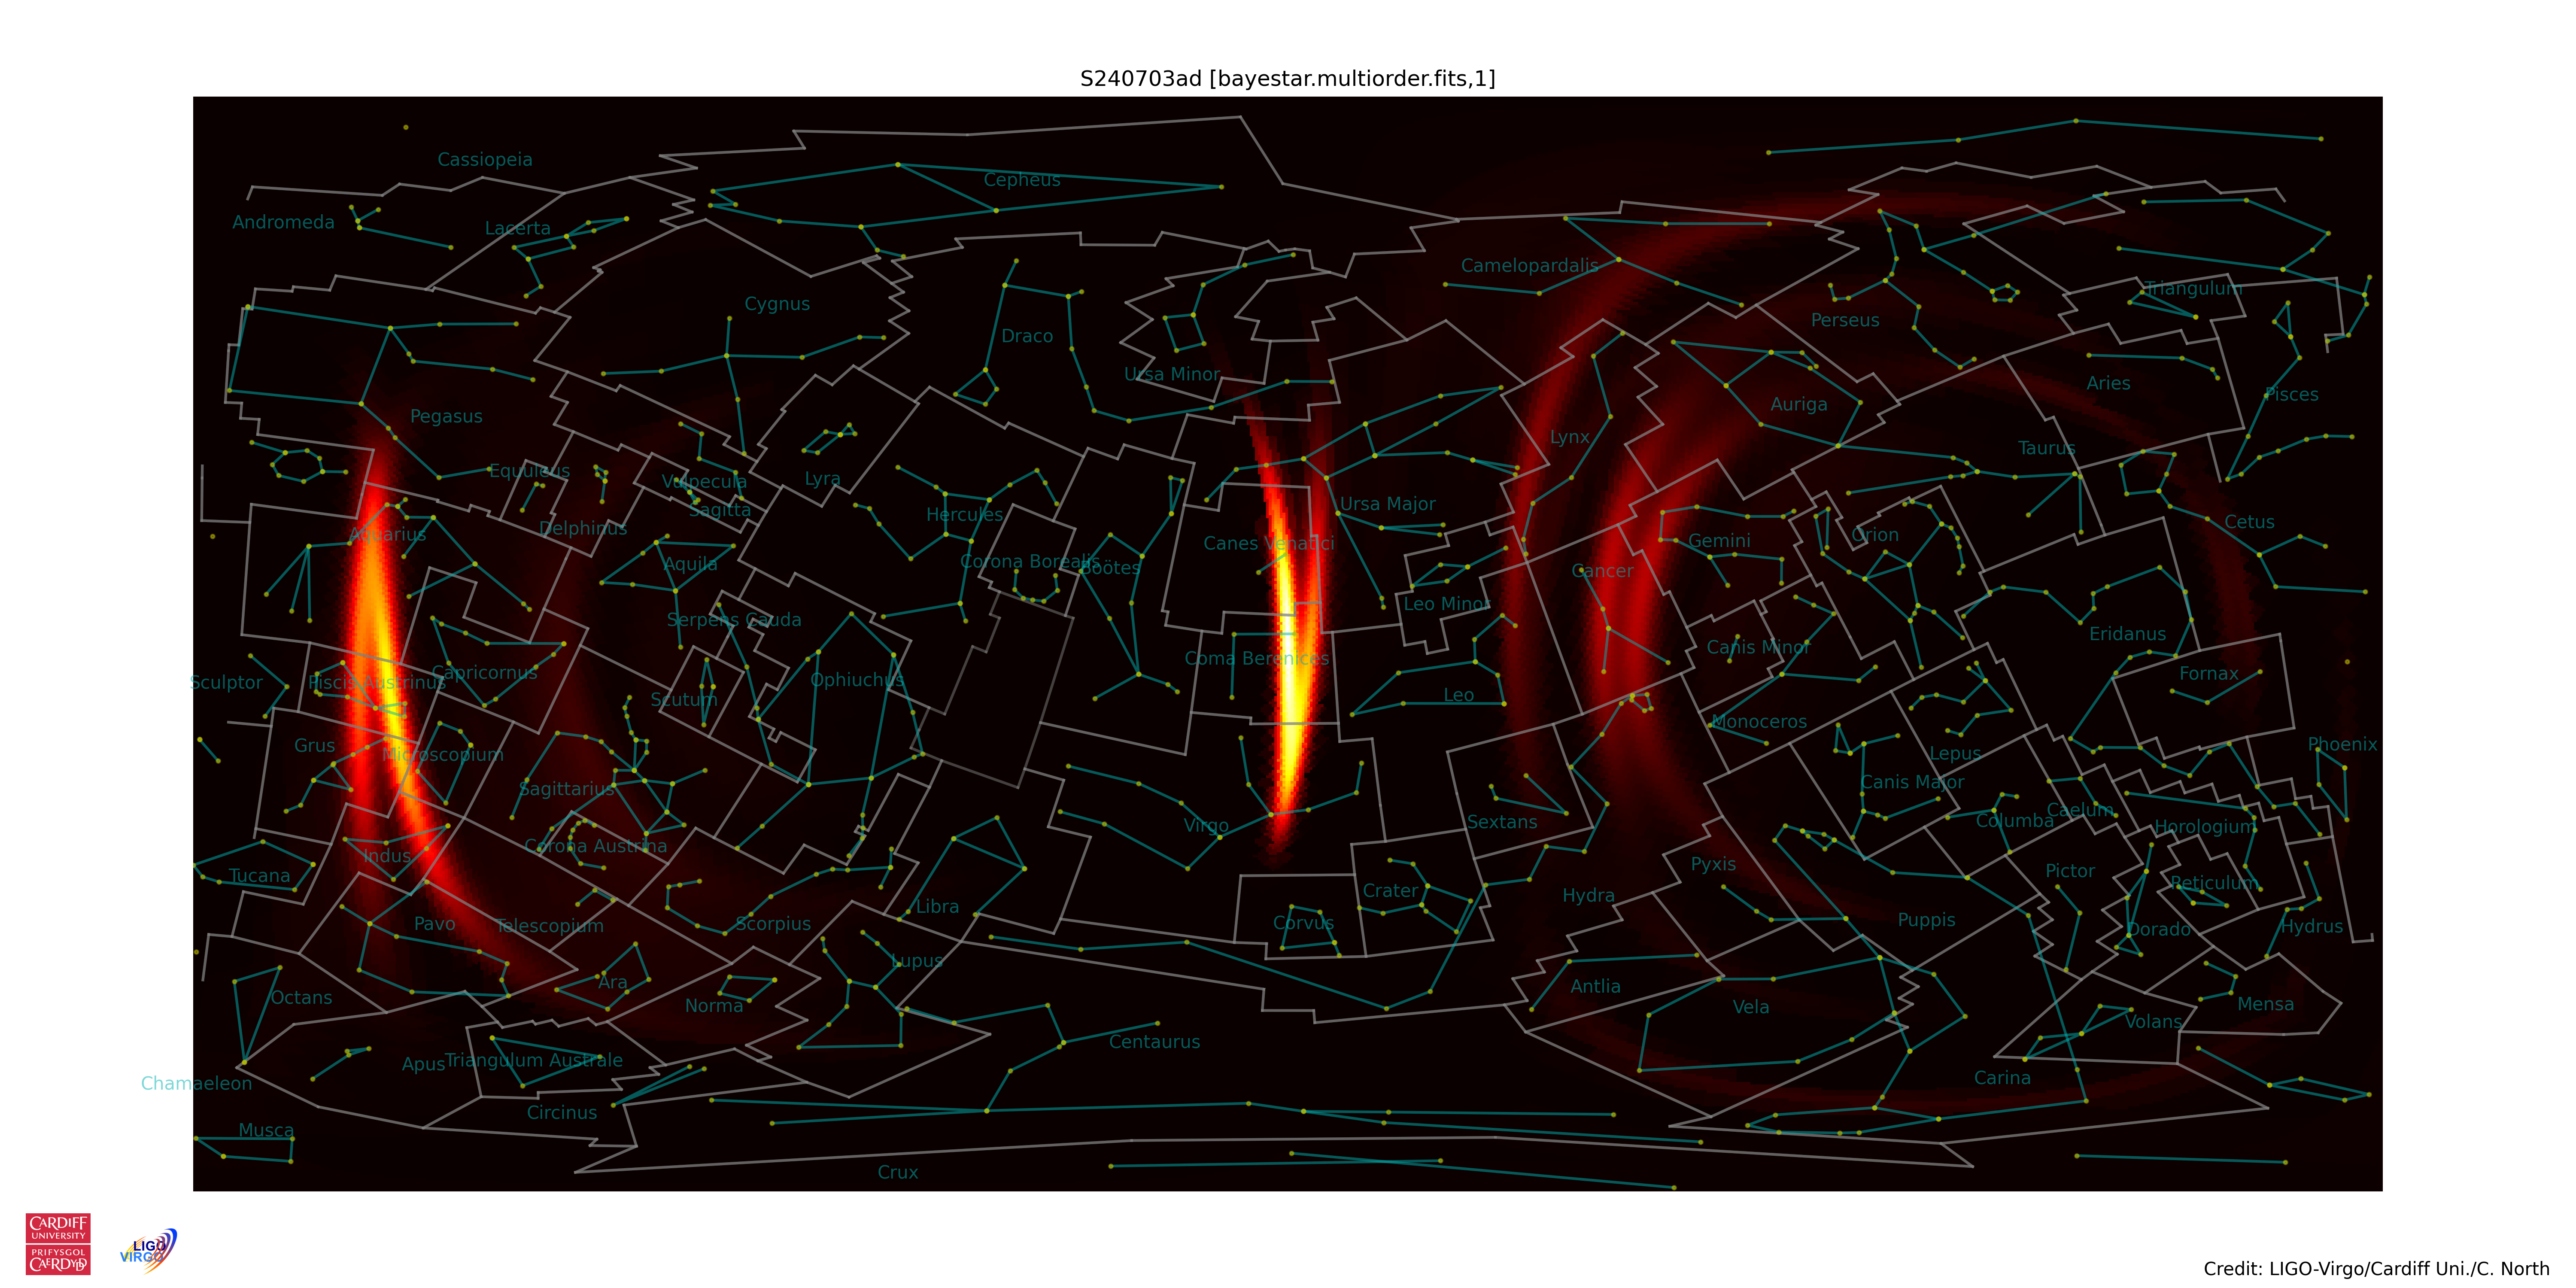 S240703ad [bayestar.multiorder.fits,1]
Cassiopeia
Cepheus
Andromeda
Lacerta
Camelopardalis
Triangulum
Cygnus
Perseus
Draco
Ursa Minor
Aries
Pisces
Auriga
Pegasus
Lynx
Taurus
Equuleus
Vulpecula
Lyra
Ursa Major
Sagitta
Hercules
Cetus
Delphinus
Aquarius
Orion
Gemini
Canes Venatici
Corona Borealis
Aquila
Boötes
Cancer
Leo Minor
Serpens Cauda
Eridanus
Canis Minor
Coma Berenices
Capricornus
Fornax
Sculptor
Piscis Austrinus
Ophiuchus
Leo
Scutum
Monoceros
Grus
Phoenix
Microscopium
Lepus
Canis Major
Sagittarius
Caelum
Columba
Sextans
Virgo
Horologium
Corona Austrina
Indus
Pyxis
Pictor
Tucana
Reticulum
Crater
Hydra
Libra
Puppis
Corvus
Scorpius
Pavo
Telescopium
Hydrus
Dorado
Lupus
Ara
Antlia
Octans
Mensa
Norma
Vela
Volans
Centaurus
Triangulum Australe
Apus
Carina
Chamaeleon
Circinus
Musca
Crux
CARDIFF
UNIVERSITY
PRIFYSGOL
CAERDYDD
LIGO
VIRGO
Credit: LIGO-Virgo/Cardiff Uni./C. North